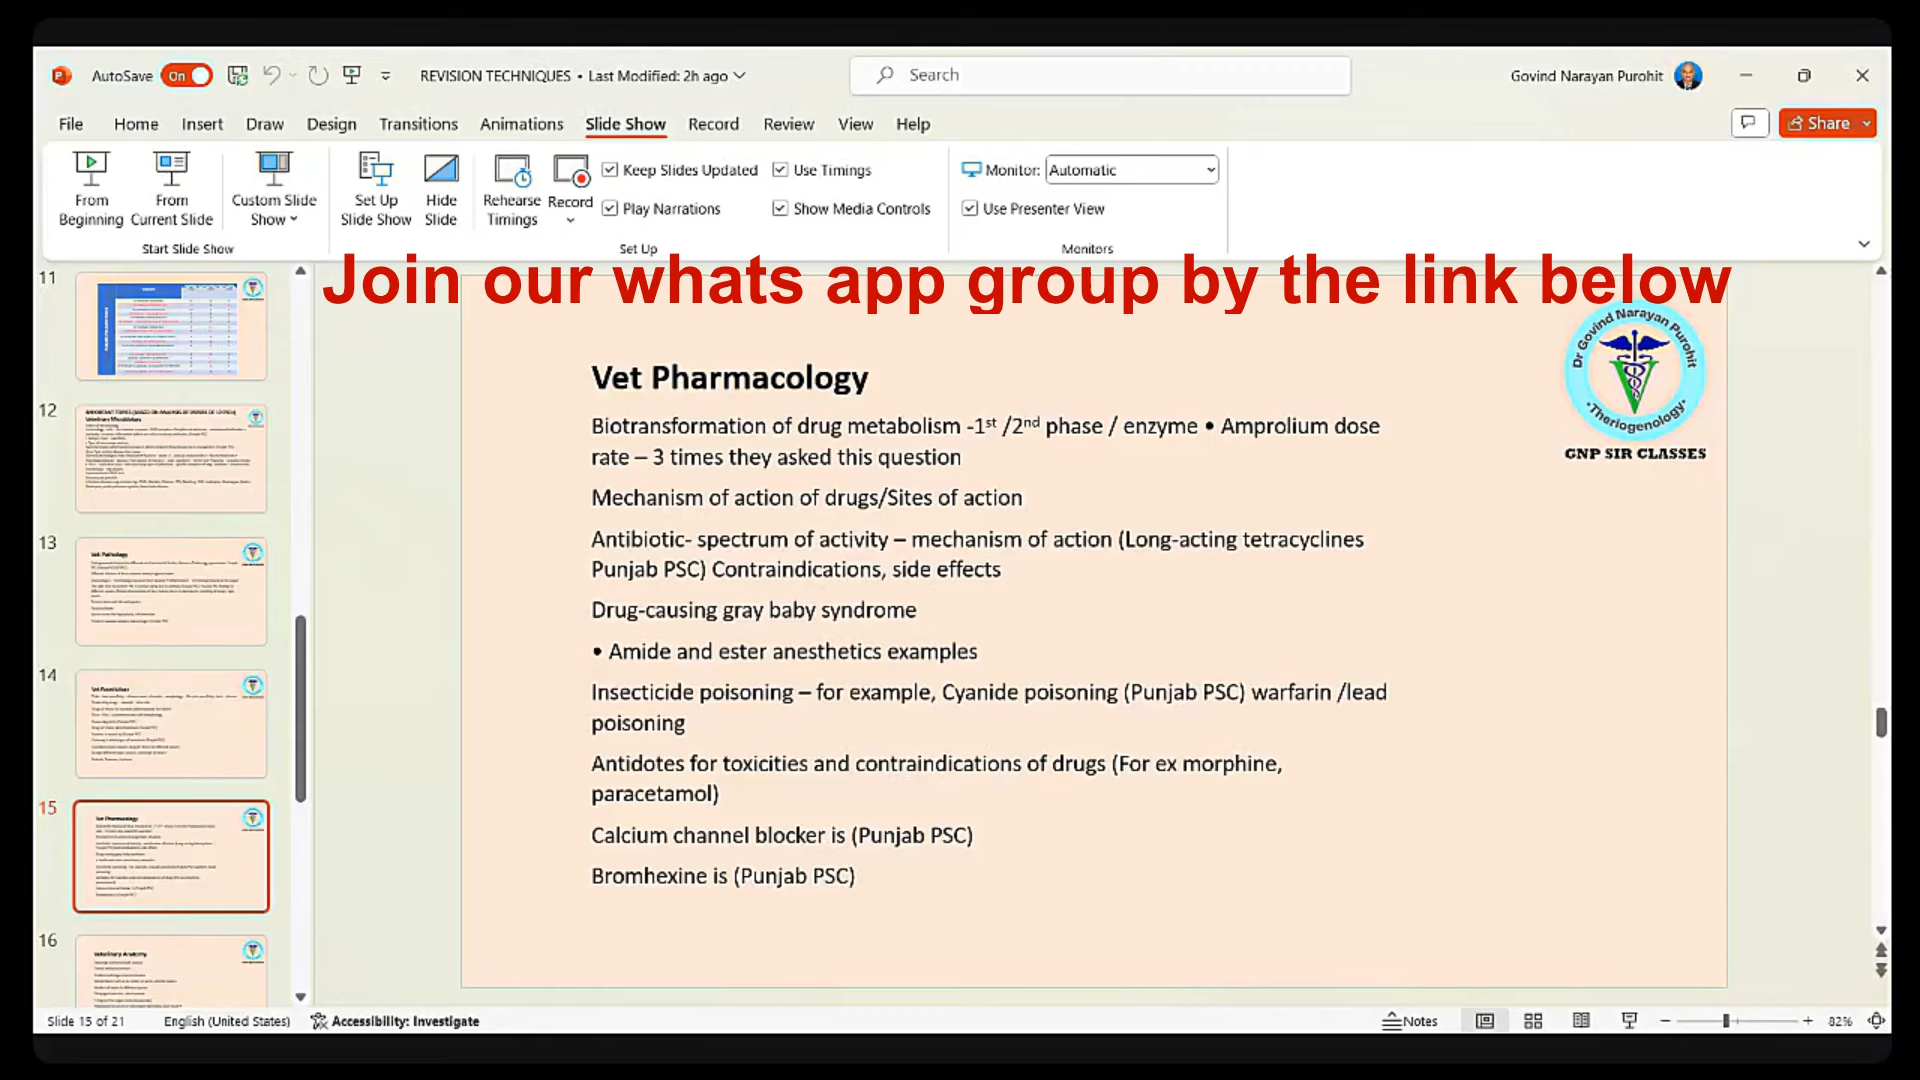 AutoSave On
REVISION TECHNIQUES • Last Modified: 2h ago
Search
Govind Narayan Purohit
File Home Insert Draw Design Transitions Animations Slide Show Record Review View Help
Share
From Beginning
From Current Slide
Custom Slide Show
Set Up Slide Show
Hide Slide
Rehearse Timings
Record
Keep Slides Updated
Use Timings
Play Narrations
Show Media Controls
Monitor: Automatic
Use Presenter View
Start Slide Show
Set Up
Monitors
Join our whats app group by the link below
11
12
13
Vet Pathology
14
15
Vet Pharmacology
16
Veterinary Anatomy
Dr Govind Narayan Purohit
•Theriogenology•
GNP SIR CLASSES
Vet Pharmacology
Biotransformation of drug metabolism -1st /2nd phase / enzyme • Amprolium dose
rate – 3 times they asked this question
Mechanism of action of drugs/Sites of action
Antibiotic- spectrum of activity – mechanism of action (Long-acting tetracyclines
Punjab PSC) Contraindications, side effects
Drug-causing gray baby syndrome
• Amide and ester anesthetics examples
Insecticide poisoning – for example, Cyanide poisoning (Punjab PSC) warfarin /lead
poisoning
Antidotes for toxicities and contraindications of drugs (For ex morphine,
paracetamol)
Calcium channel blocker is (Punjab PSC)
Bromhexine is (Punjab PSC)
Slide 15 of 21
English (United States)
Accessibility: Investigate
Notes
82%